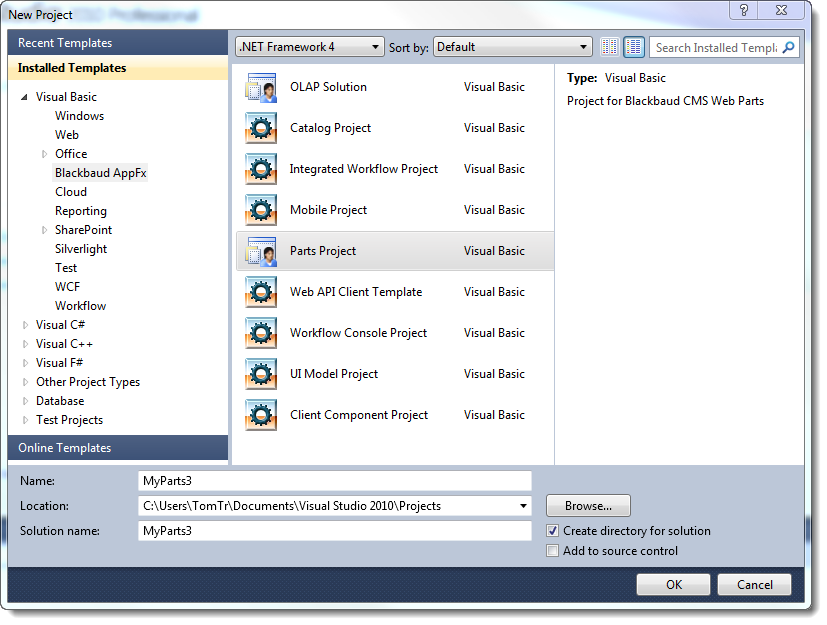 New Project
Recent Templates
Installed Templates
Visual Basic
Windows
Web
Office
Blackbaud AppFx
Cloud
Reporting
SharePoint
Silverlight
Test
WCF
Workflow
Visual C#
Visual C++
Visual F#
Other Project Types
Database
Test Projects
Online Templates
.NET Framework 4
Sort by: Default
Search Installed Templa
OLAP Solution Visual Basic
Catalog Project Visual Basic
Integrated Workflow Project Visual Basic
Mobile Project Visual Basic
Parts Project Visual Basic
Web API Client Template Visual Basic
Workflow Console Project Visual Basic
UI Model Project Visual Basic
Client Component Project Visual Basic
Type: Visual Basic
Project for Blackbaud CMS Web Parts
Name: MyParts3
Location: C:\Users\TomTr\Documents\Visual Studio 2010\Projects
Browse...
Solution name: MyParts3
Create directory for solution
Add to source control
OK
Cancel